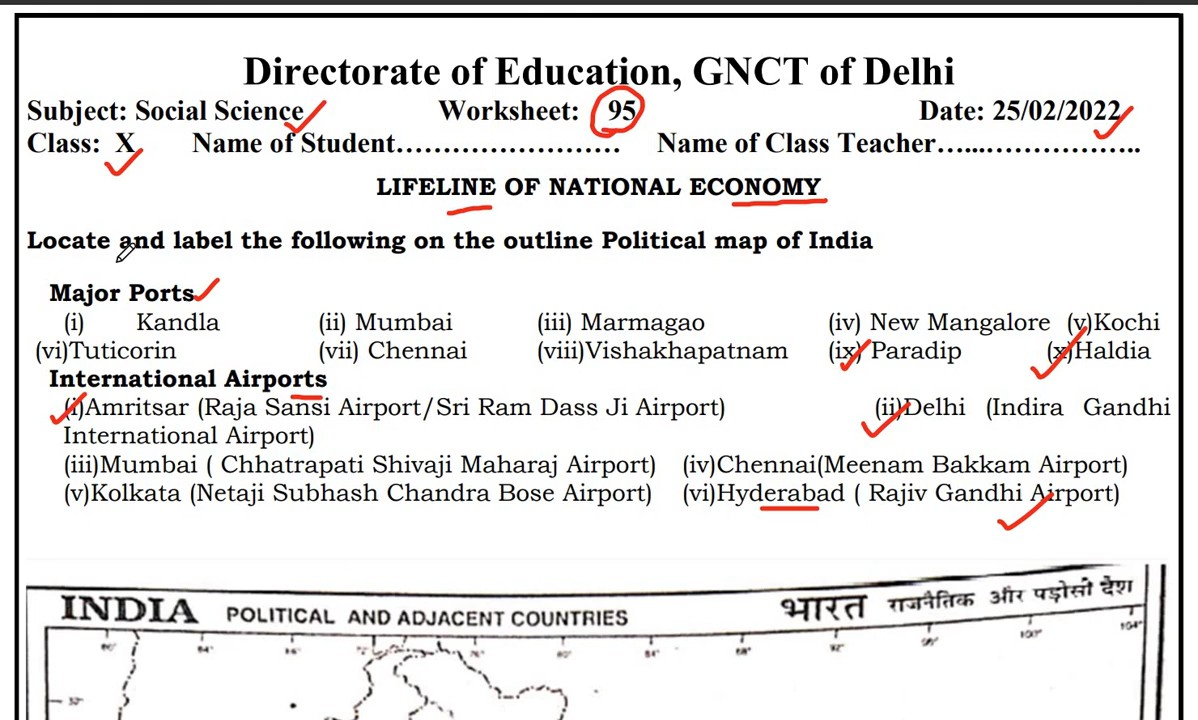 Directorate of Education, GNCT of Delhi
Subject: Social Science Worksheet: 95 Date: 25/02/2022
Class: X Name of Student........................ Name of Class Teacher......................
LIFELINE OF NATIONAL ECONOMY
Locate and label the following on the outline Political map of India
Major Ports
(i) Kandla (ii) Mumbai (iii) Marmagao (iv) New Mangalore (v)Kochi
(vi)Tuticorin (vii) Chennai (viii)Vishakhapatnam (ix) Paradip (x)Haldia
International Airports
(i)Amritsar (Raja Sansi Airport/Sri Ram Dass Ji Airport) (ii)Delhi (Indira Gandhi
International Airport)
(iii)Mumbai ( Chhatrapati Shivaji Maharaj Airport) (iv)Chennai(Meenam Bakkam Airport)
(v)Kolkata (Netaji Subhash Chandra Bose Airport) (vi)Hyderabad ( Rajiv Gandhi Airport)
INDIA POLITICAL AND ADJACENT COUNTRIES भारत राजनैतिक और पड़ोसी देश
100° 104°